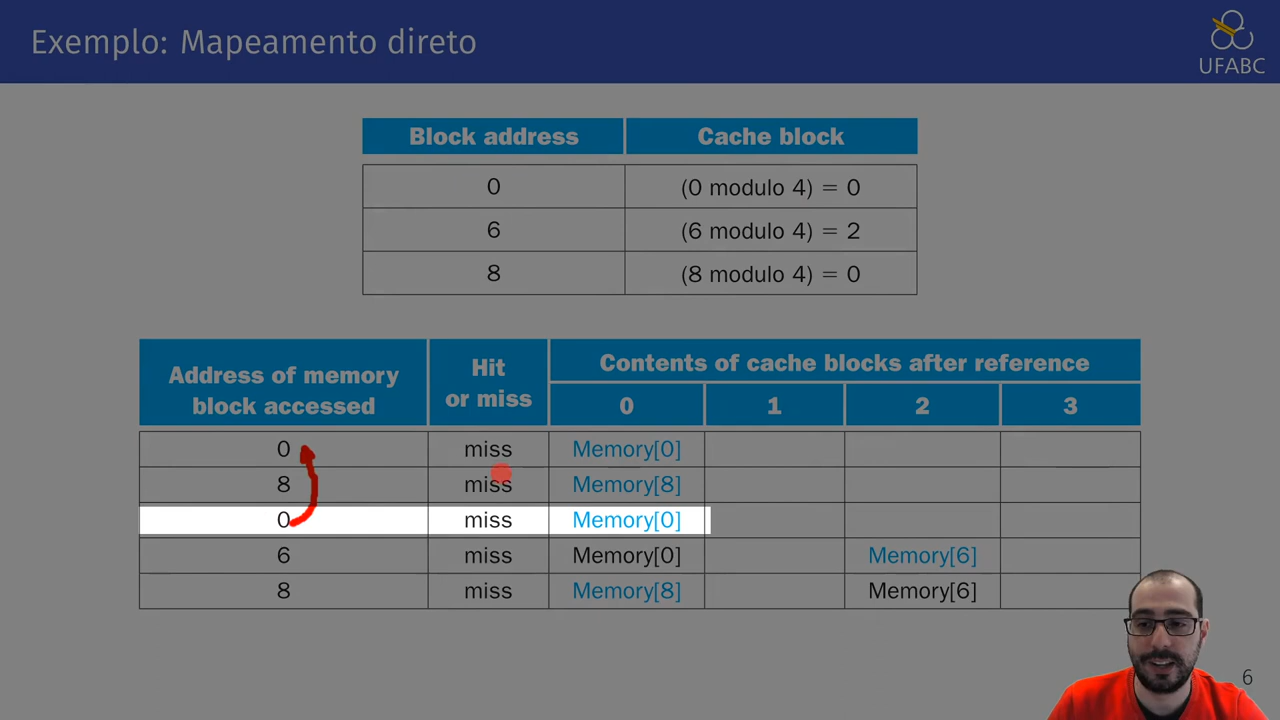 Exemplo: Mapeamento direto
UFABC
Block address Cache block
0 (0 modulo 4) = 0
6 (6 modulo 4) = 2
8 (8 modulo 4) = 0
Address of memory block accessed Hit or miss Contents of cache blocks after reference
0 1 2 3
0 miss Memory[0]
8 miss Memory[8]
0 miss Memory[0]
6 miss Memory[0] Memory[6]
8 miss Memory[8] Memory[6]
6